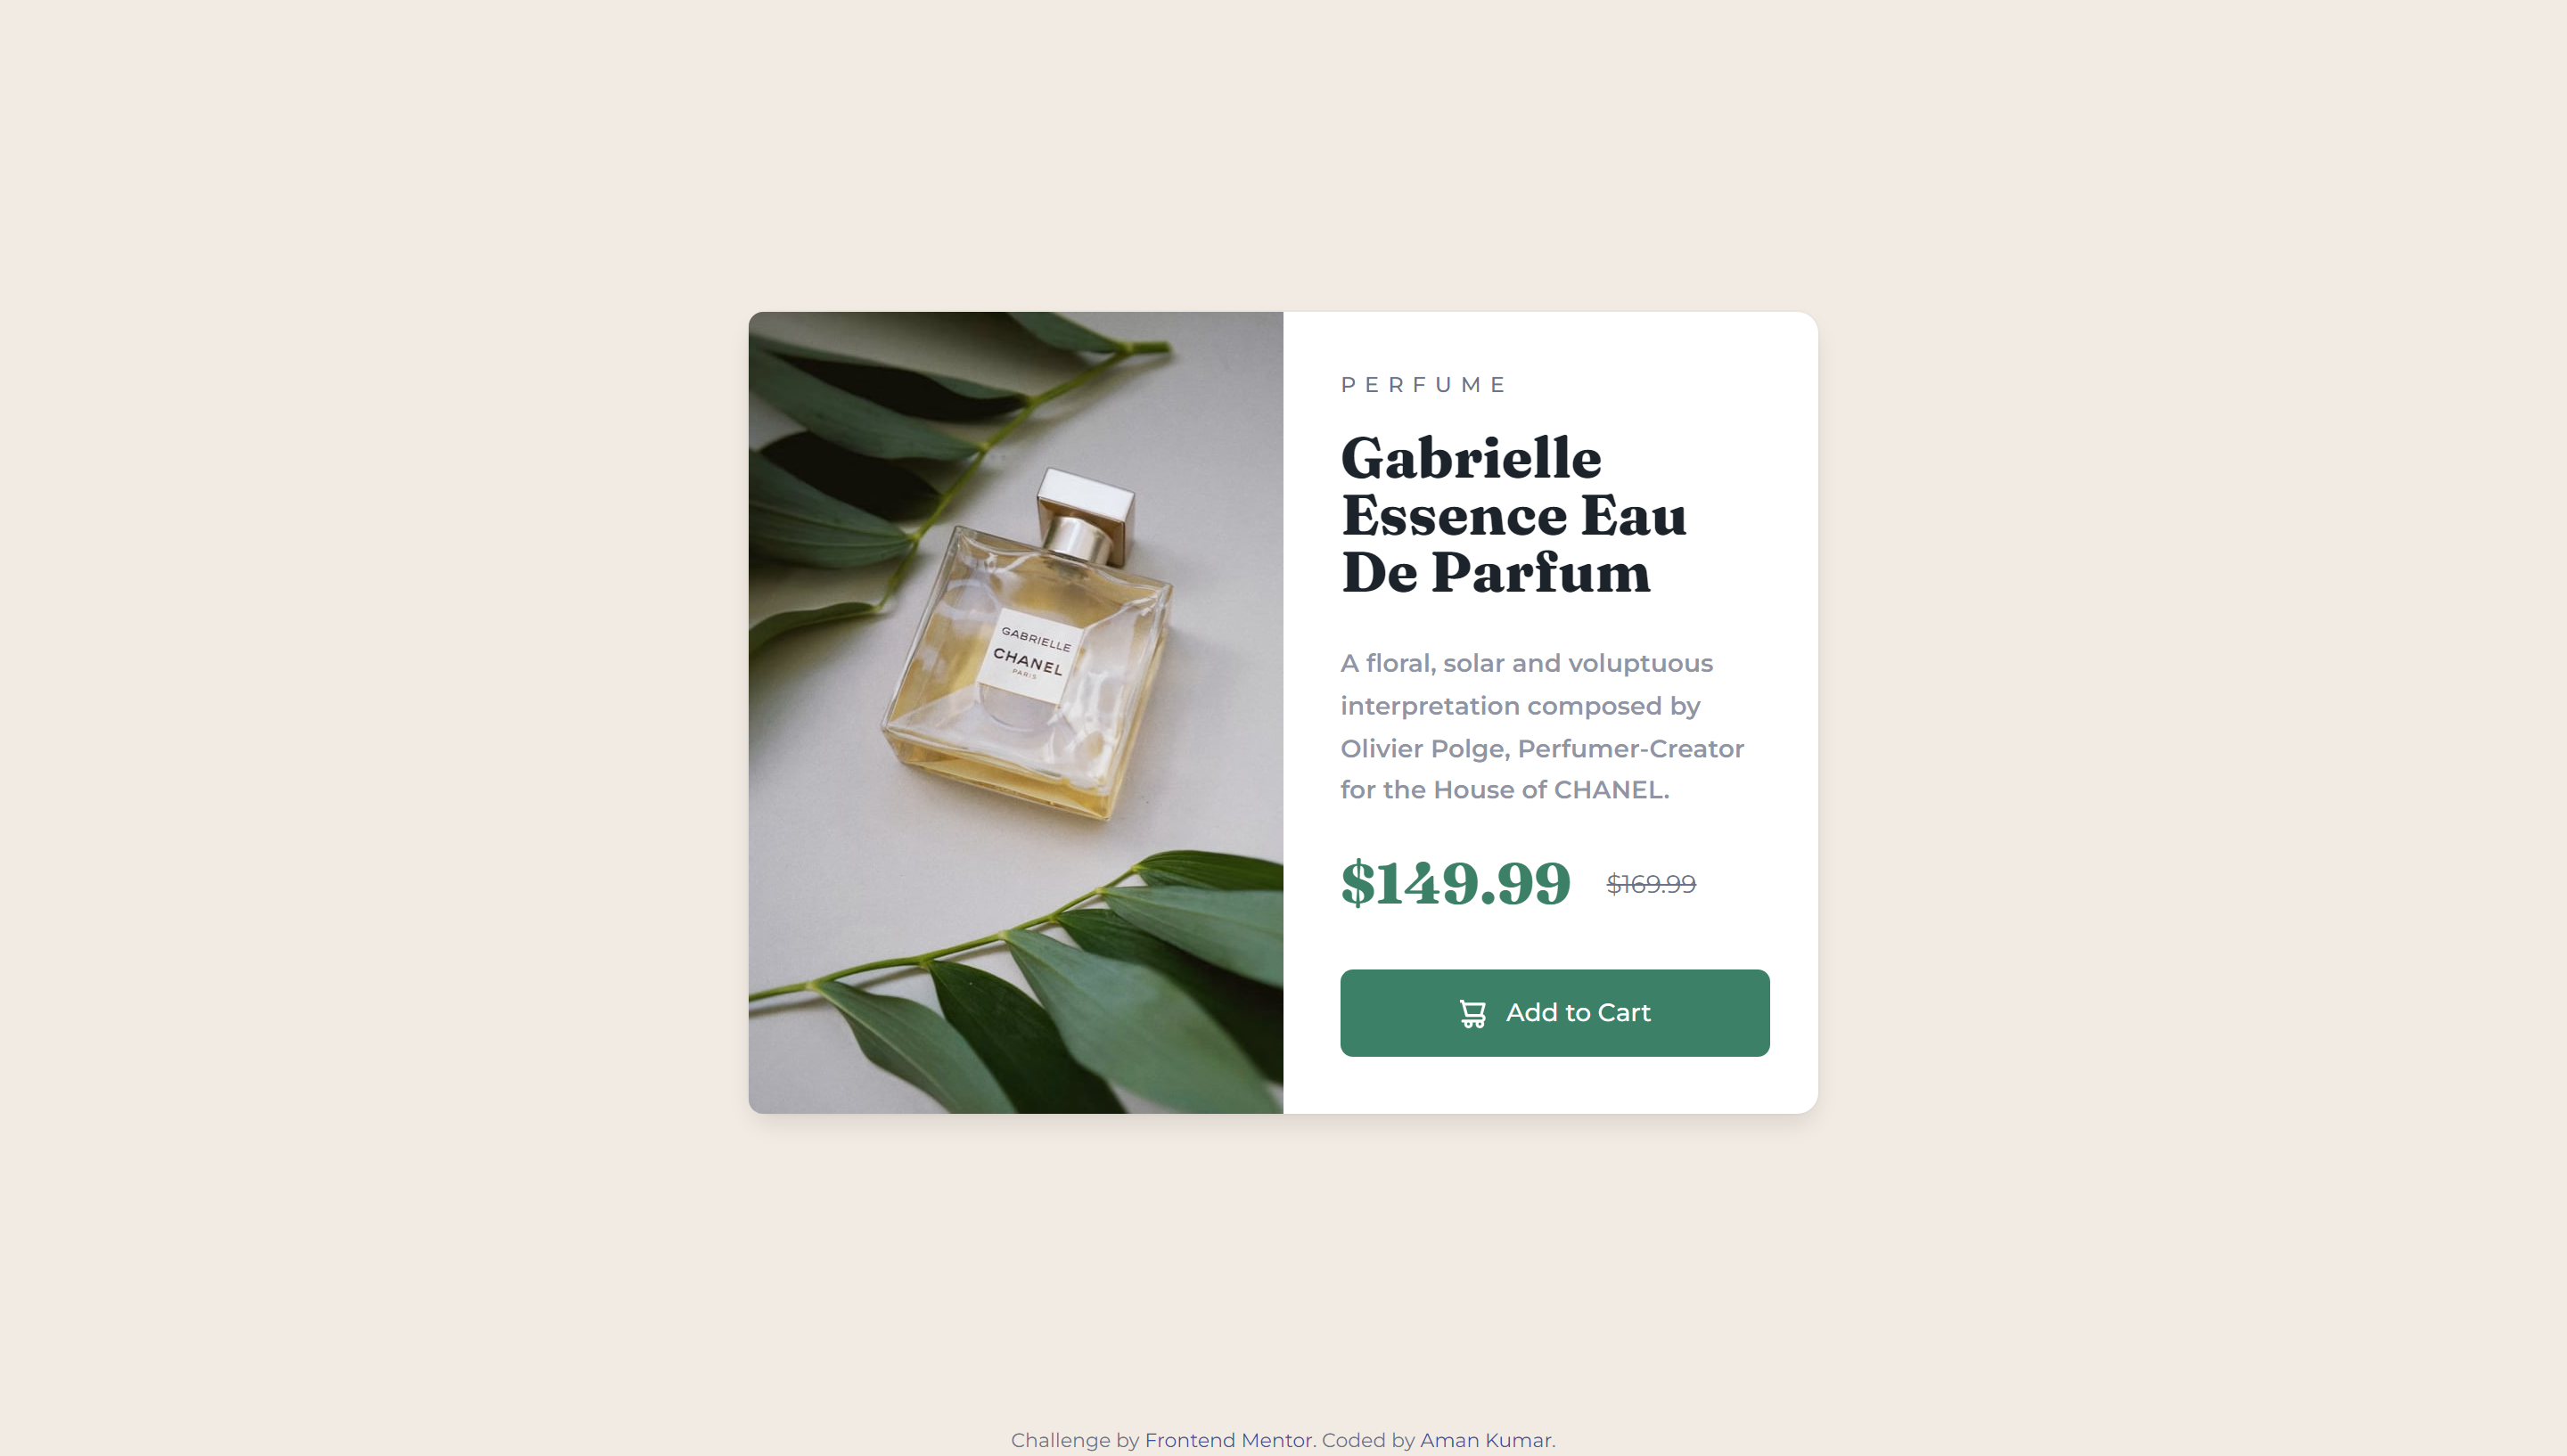 GABRIELLE
CHANEL
PARIS
PERFUME
Gabrielle
Essence Eau
De Parfum
A floral, solar and voluptuous
interpretation composed by
Olivier Polge, Perfumer-Creator
for the House of CHANEL.
$149.99 $169.99
Add to Cart
Challenge by Frontend Mentor. Coded by Aman Kumar.